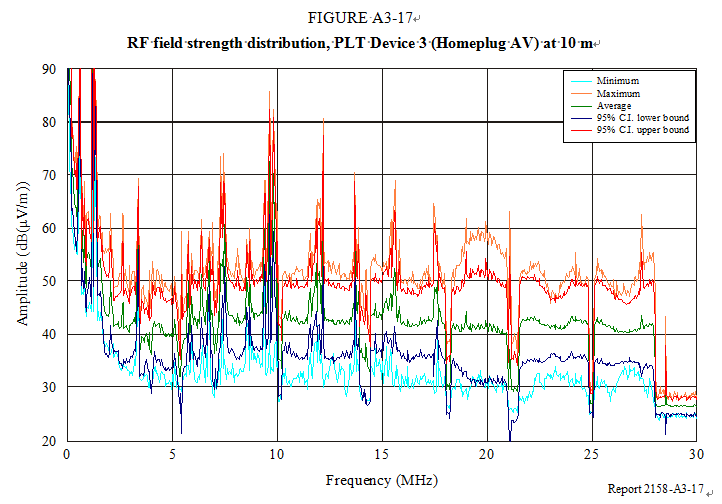 FIGURE A3-17
RF field strength distribution, PLT Device 3 (Homeplug AV) at 10 m
90
80
70
60
50
40
30
20
Amplitude (dB(μV/m))
Minimum
Maximum
Average
95% C.I. lower bound
95% C.I. upper bound
0 5 10 15 20 25 30
Frequency (MHz)
Report 2158-A3-17